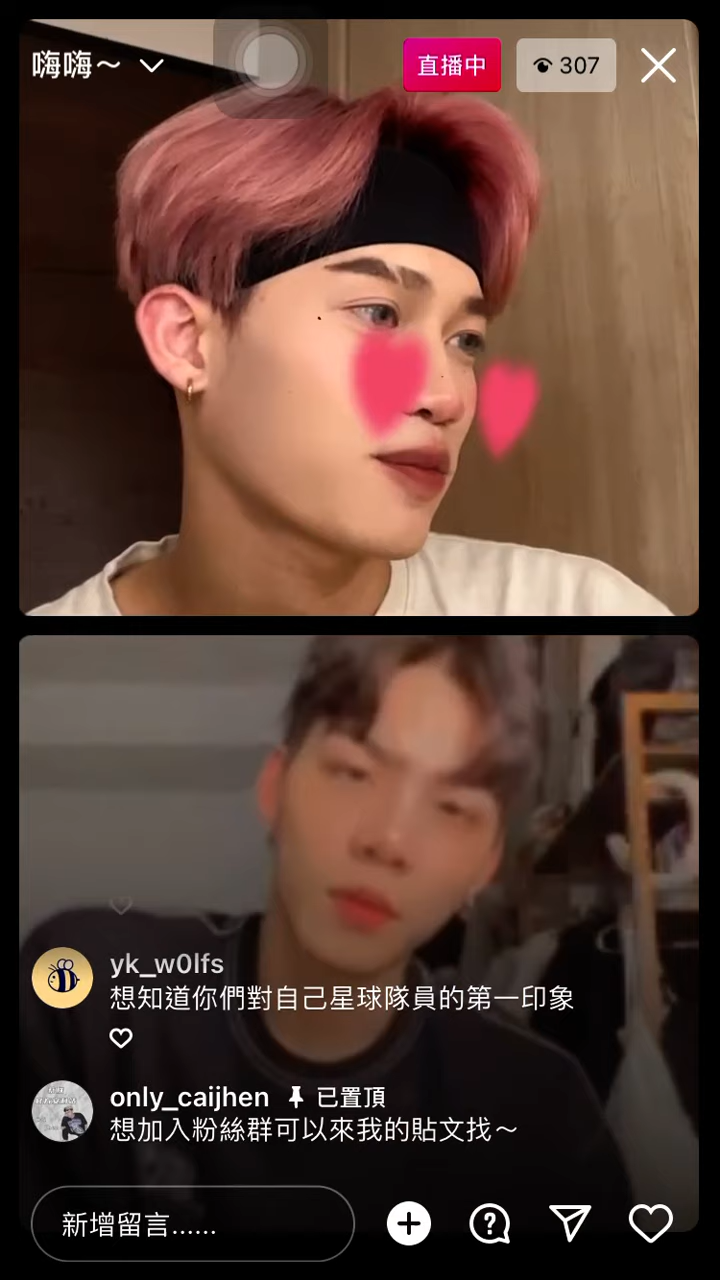 嗨嗨～
直播中
307
yk_w0lfs
想知道你們對自己星球隊員的第一印象
only_caijhen 已置頂
想加入粉絲群可以來我的貼文找～
新增留言......